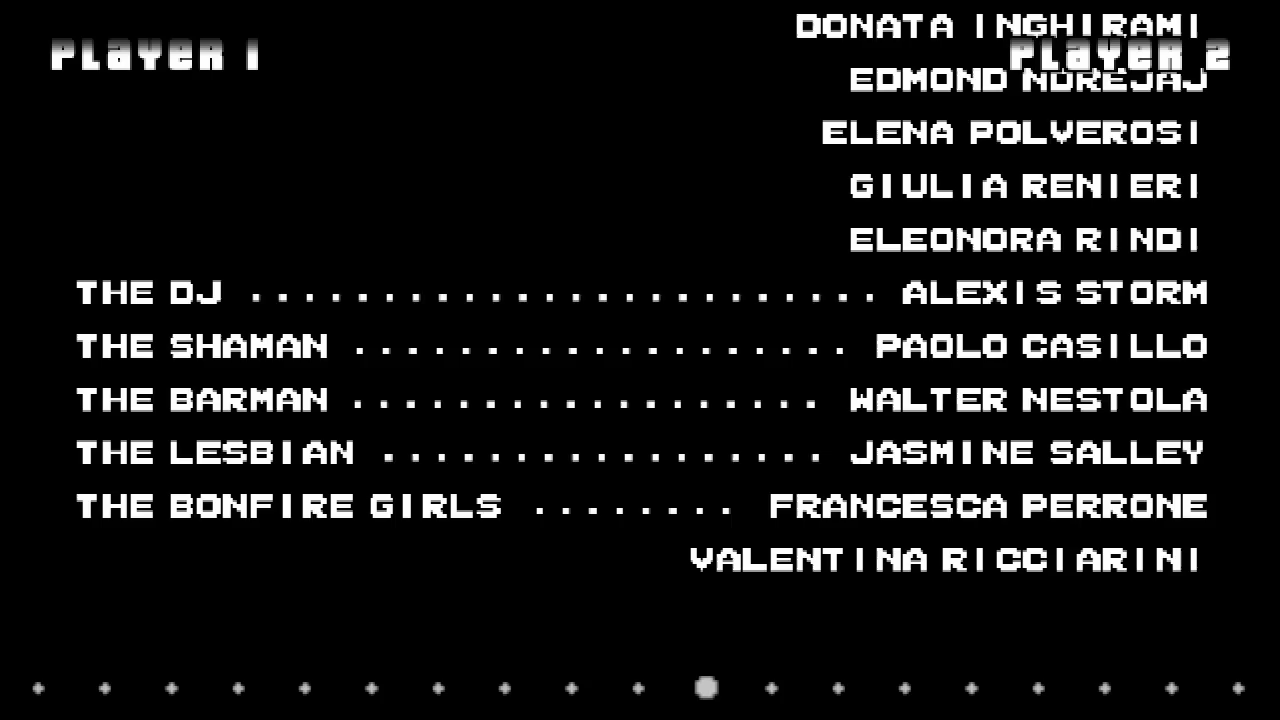 DONATA INGHIRAMI
PLAYER 1
PLAYER 2
EDMOND NDREJAJ
ELENA POLVEROSI
GIULIA RENIERI
ELEONORA RINDI
THE DJ ........................ ALEXIS STORM
THE SHAMAN ................... PAOLO CASILLO
THE BARMAN .................. WALTER NESTOLA
THE LESBIAN ................. JASMINE SALLEY
THE BONFIRE GIRLS ........ FRANCESCA PERRONE
VALENTINA RICCIARINI